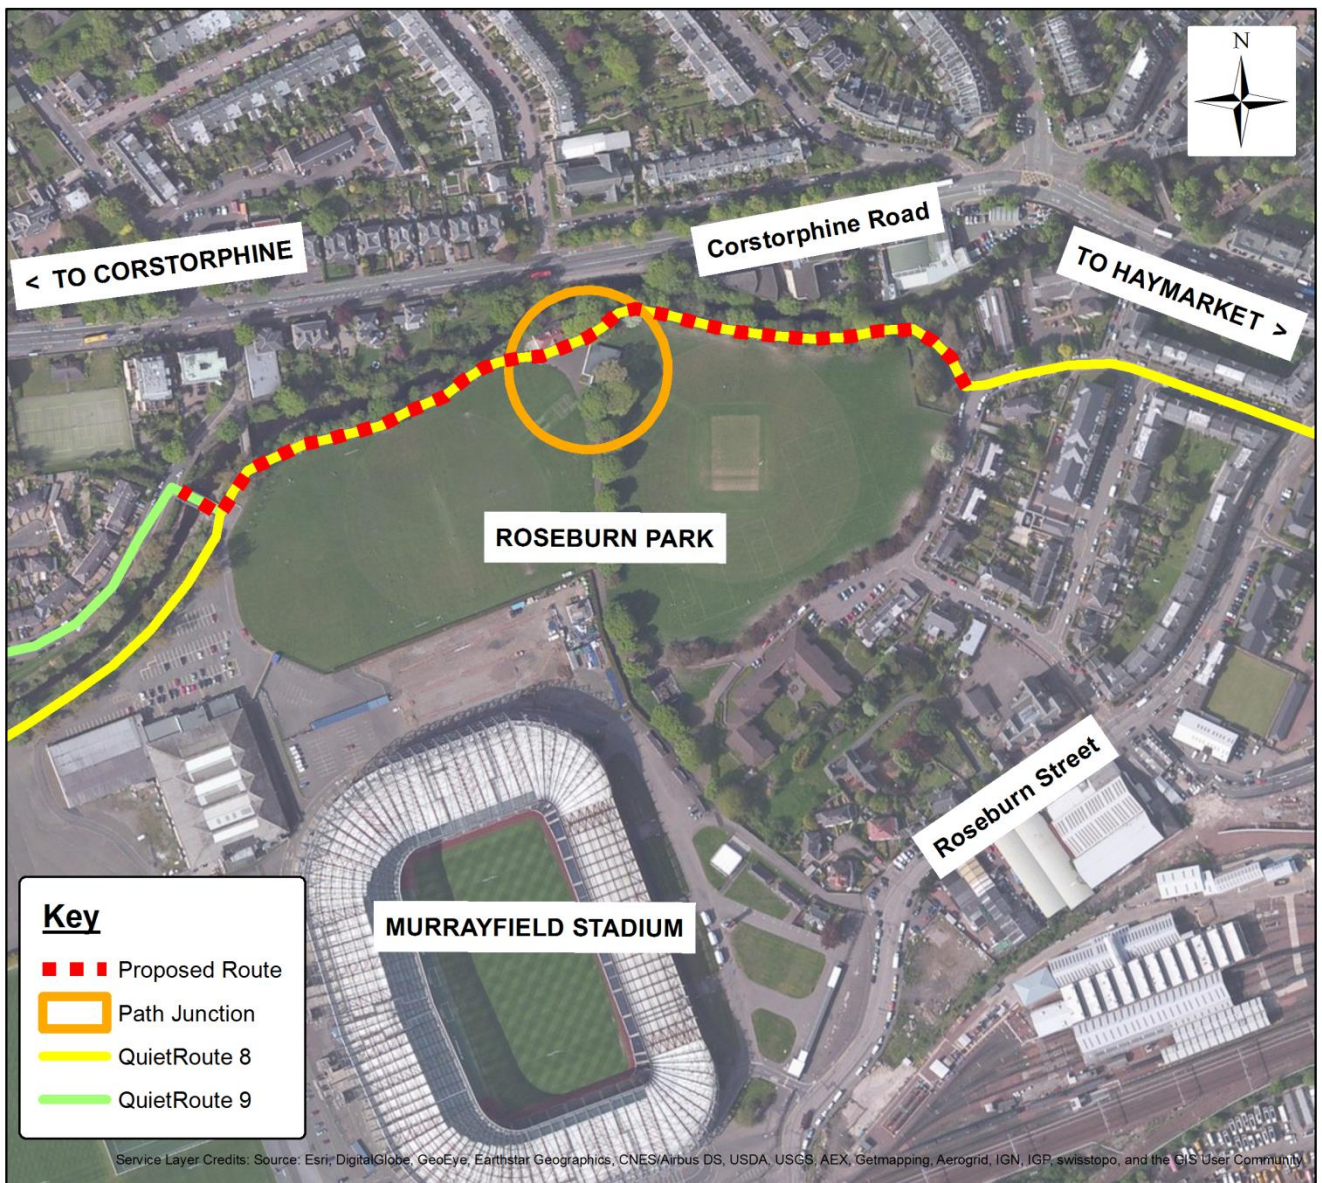 N
Corstorphine Road
< TO CORSTORPHINE
TO HAYMARKET >
ROSEBURN PARK
Roseburn Street
MURRAYFIELD STADIUM
Key
Proposed Route
Path Junction
QuietRoute 8
QuietRoute 9
Service Layer Credits: Source: Esri, DigitalGlobe, GeoEye, Earthstar Geographics, CNES/Airbus DS, USDA, USGS, AEX, Getmapping, Aerogrid, IGN, IGP, swisstopo, and the GIS User Community